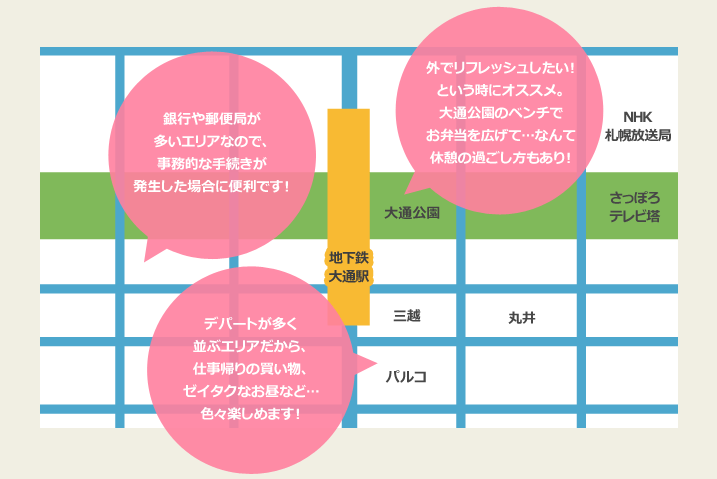 外でリフレッシュしたい!
という時にオススメ。
大通公園のベンチで
お弁当を広げて…なんて
休憩の過ごし方もあり!
銀行や郵便局が
多いエリアなので、
事務的な手続きが
発生した場合に便利です!
NHK
札幌放送局
大通公園
さっぽろ
テレビ塔
地下鉄
大通駅
三越
丸井
パルコ
デパートが多く
並ぶエリアだから、
仕事帰りの買い物、
ゼイタクなお昼など…
色々楽しめます!